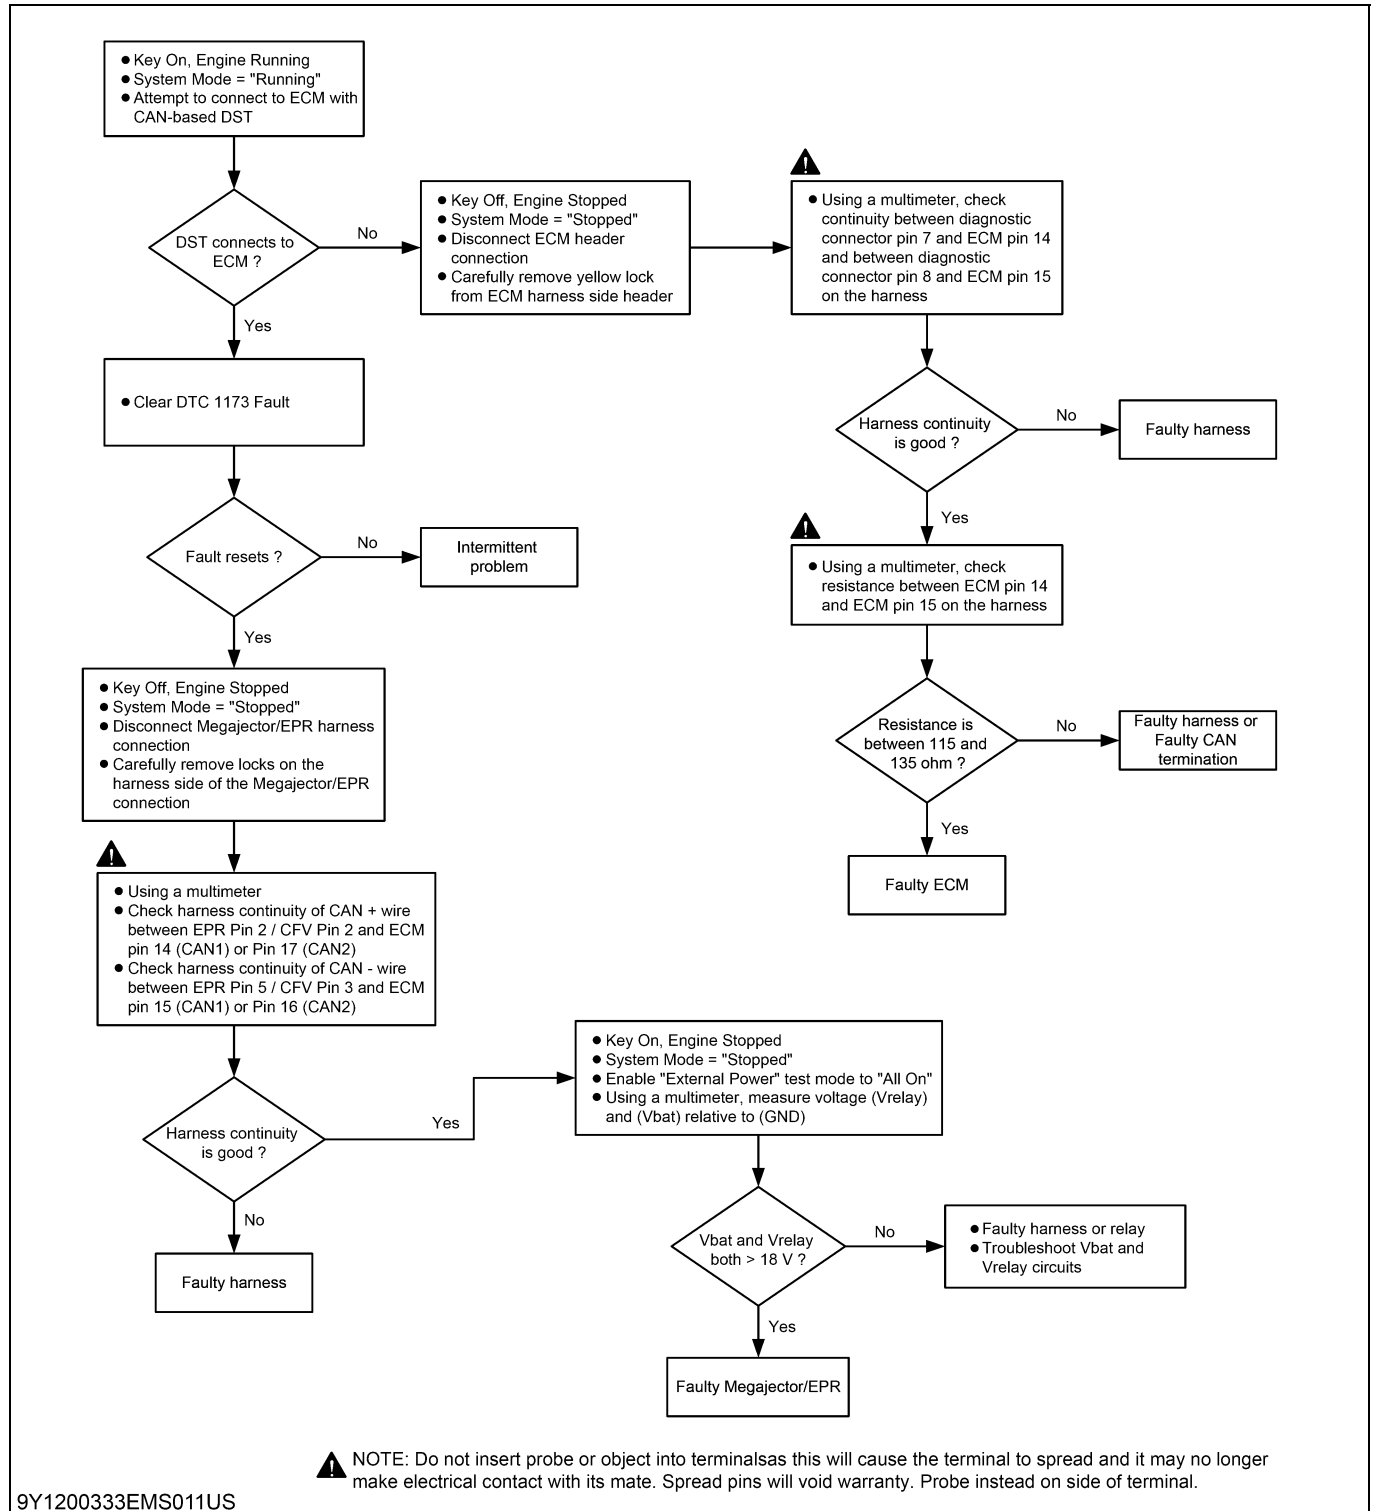 ● Key On, Engine Running
● System Mode = "Running"
● Attempt to connect to ECM with
CAN-based DST
DST connects to
ECM ?
No
Yes
● Key Off, Engine Stopped
● System Mode = "Stopped"
● Disconnect ECM header
connection
● Carefully remove yellow lock
from ECM harness side header
● Using a multimeter, check
continuity between diagnostic
connector pin 7 and ECM pin 14
and between diagnostic
connector pin 8 and ECM pin 15
on the harness
Harness continuity
is good ?
No
Faulty harness
Yes
● Using a multimeter, check
resistance between ECM pin 14
and ECM pin 15 on the harness
Resistance is
between 115 and
135 ohm ?
No
Faulty harness or
Faulty CAN
termination
Yes
Faulty ECM
● Clear DTC 1173 Fault
Fault resets ?
No
Intermittent
problem
Yes
● Key Off, Engine Stopped
● System Mode = "Stopped"
● Disconnect Megajector/EPR harness
connection
● Carefully remove locks on the
harness side of the Megajector/EPR
connection
● Using a multimeter
● Check harness continuity of CAN + wire
between EPR Pin 2 / CFV Pin 2 and ECM
pin 14 (CAN1) or Pin 17 (CAN2)
● Check harness continuity of CAN - wire
between EPR Pin 5 / CFV Pin 3 and ECM
pin 15 (CAN1) or Pin 16 (CAN2)
Harness continuity
is good ?
Yes
No
Faulty harness
● Key On, Engine Stopped
● System Mode = "Stopped"
● Enable "External Power" test mode to "All On"
● Using a multimeter, measure voltage (Vrelay)
and (Vbat) relative to (GND)
Vbat and Vrelay
both > 18 V ?
No
● Faulty harness or relay
● Troubleshoot Vbat and
Vrelay circuits
Yes
Faulty Megajector/EPR
NOTE: Do not insert probe or object into terminalsas this will cause the terminal to spread and it may no longer
make electrical contact with its mate. Spread pins will void warranty. Probe instead on side of terminal.
9Y1200333EMS011US